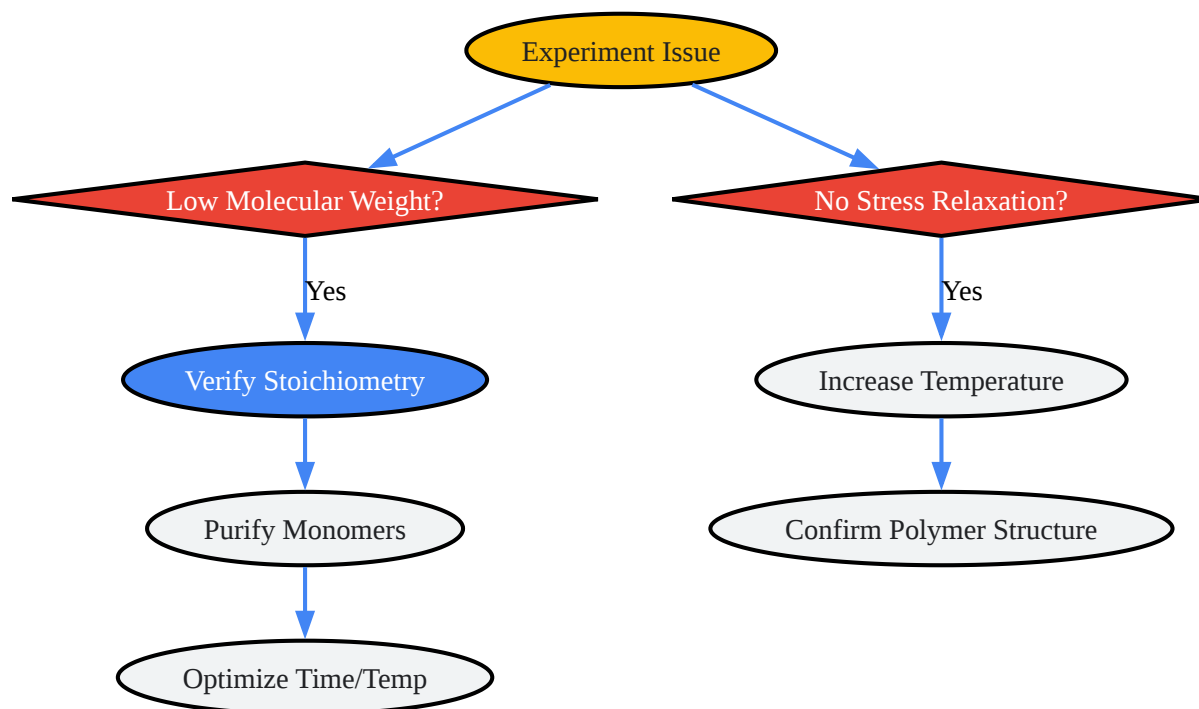 Experiment Issue
Low Molecular Weight?
No Stress Relaxation?
Yes
Yes
Verify Stoichiometry
Increase Temperature
Purify Monomers
Confirm Polymer Structure
Optimize Time/Temp